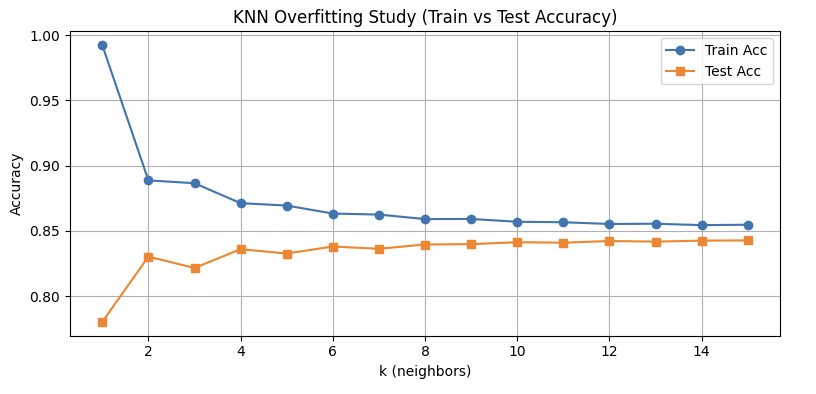 KNN Overfitting Study (Train vs Test Accuracy)
Train Acc
Test Acc
Accuracy
1.00
0.95
0.90
0.85
0.80
2 4 6 8 10 12 14
k (neighbors)